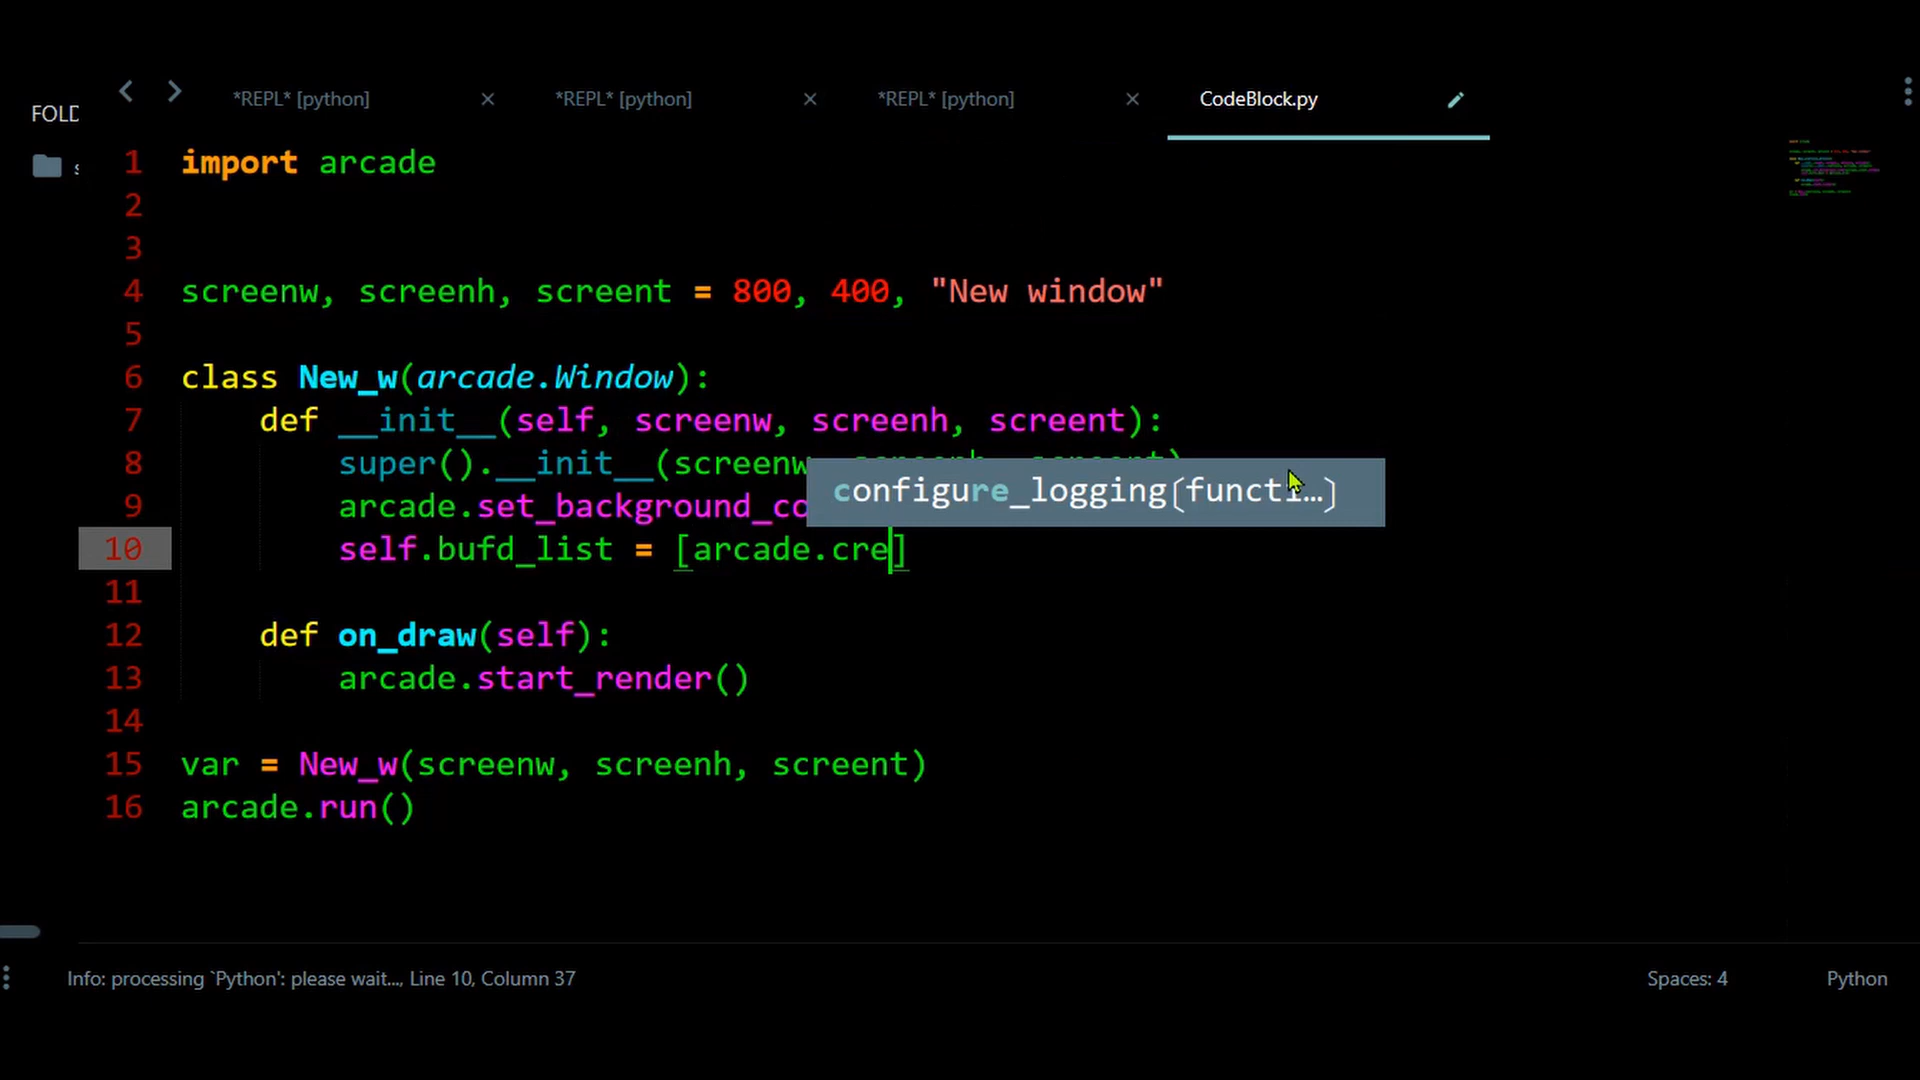 FOLD
*REPL* [python] *REPL* [python] *REPL* [python] CodeBlock.py
1 import arcade
2
3
4 screenw, screenh, screent = 800, 400, "New window"
5
6 class New_w(arcade.Window):
7 def __init__(self, screenw, screenh, screent):
8 super().__init__(screenw
9 arcade.set_background_co
configure_logging(functi…)
10 self.bufd_list = [arcade.cre]
11
12 def on_draw(self):
13 arcade.start_render()
14
15 var = New_w(screenw, screenh, screent)
16 arcade.run()
Info: processing `Python': please wait..., Line 10, Column 37 Spaces: 4 Python